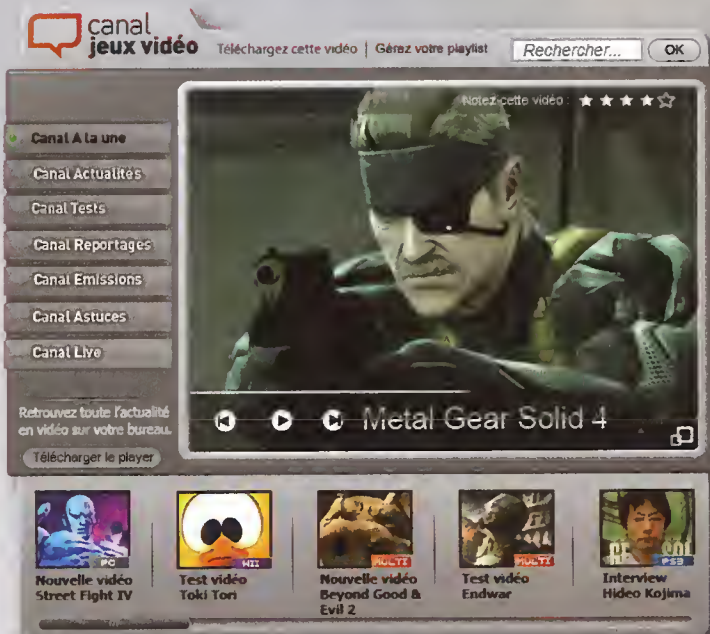 canal
jeux vidéo
Téléchargez cette vidéo | Gérez votre playlist
Rechercher...
OK
Notez cette vidéo :
Canal A la une
Canal Actualités
Canal Tests
Canal Reportages
Canal Emissions
Canal Astuces
Canal Live
Retrouvez toute l'actualité
en vidéo sur votre bureau.
Télécharger le player
Metal Gear Solid 4
PC
Nouvelle vidéo
Street Fight IV
WII
Test vidéo
Toki Tori
MULTI
Nouvelle vidéo
Beyond Good &
Evil 2
MULTI
Test vidéo
Endwar
PS3
Interview
Hideo Kojima